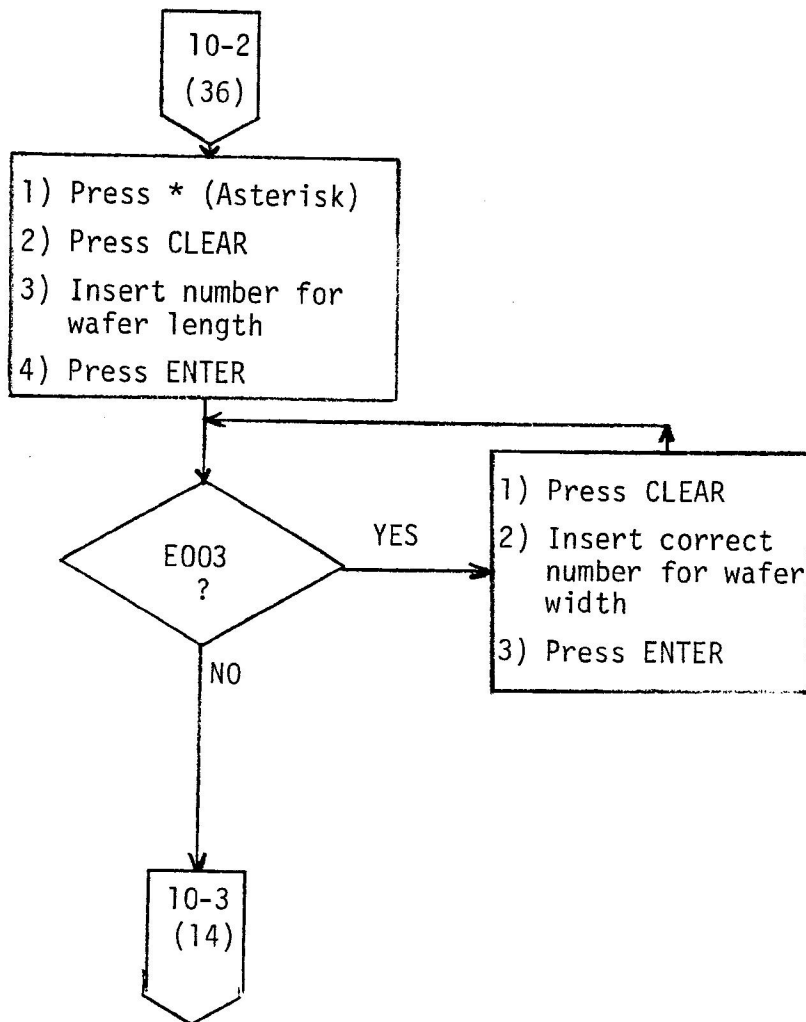 10-2
(36)
1) Press * (Asterisk)
2) Press CLEAR
3) Insert number for
wafer length
4) Press ENTER
E003
?
YES
1) Press CLEAR
2) Insert correct
number for wafer
width
3) Press ENTER
NO
10-3
(14)